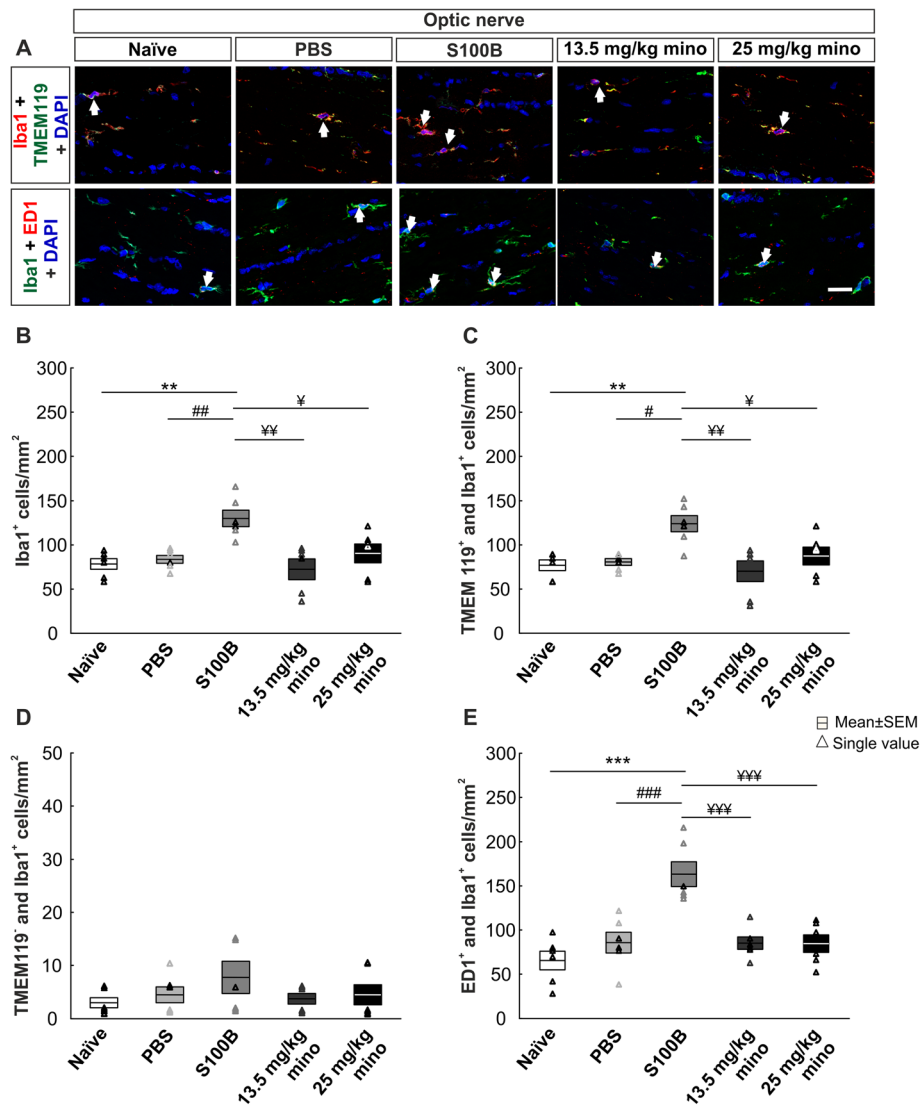 Optic nerve
A
Naïve
PBS
S100B
13.5 mg/kg mino
25 mg/kg mino
Iba1 +
TMEM119
+ DAPI
Iba1 + ED1
+ DAPI
B
300
250
200
150
100
50
0
Iba1⁺ cells/mm²
**
##
¥
¥¥
Naïve
PBS
S100B
13.5 mg/kg
mino
25 mg/kg
mino
C
300
250
200
150
100
50
0
TMEM 119⁺ and Iba1⁺ cells/mm²
**
#
¥
¥¥
Naïve
PBS
S100B
13.5 mg/kg
mino
25 mg/kg
mino
D
50
40
30
20
10
0
TMEM119⁻ and Iba1⁺ cells/mm²
Naïve
PBS
S100B
13.5 mg/kg
mino
25 mg/kg
mino
E
Mean±SEM
Single value
300
250
200
150
100
50
0
ED1⁺ and Iba1⁺ cells/mm²
***
###
¥¥¥
¥¥¥
Naïve
PBS
S100B
13.5 mg/kg
mino
25 mg/kg
mino